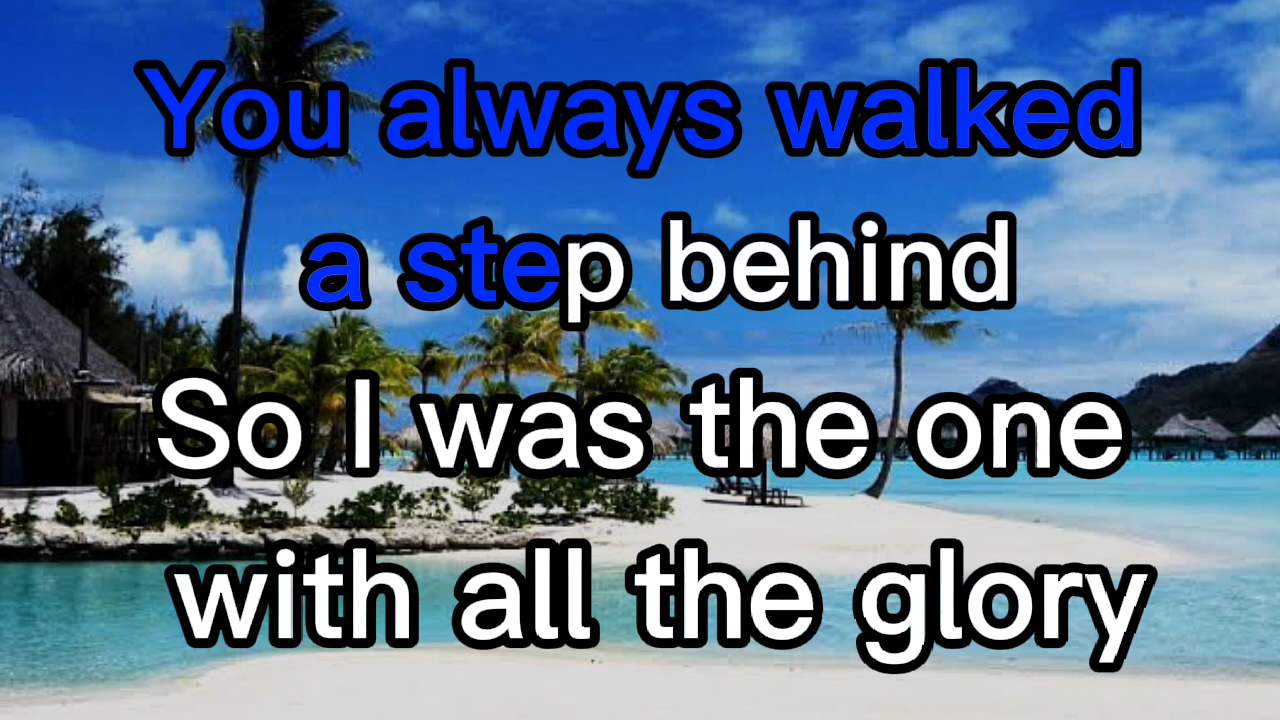 You always walked
a step behind
So I was the one
with all the glory